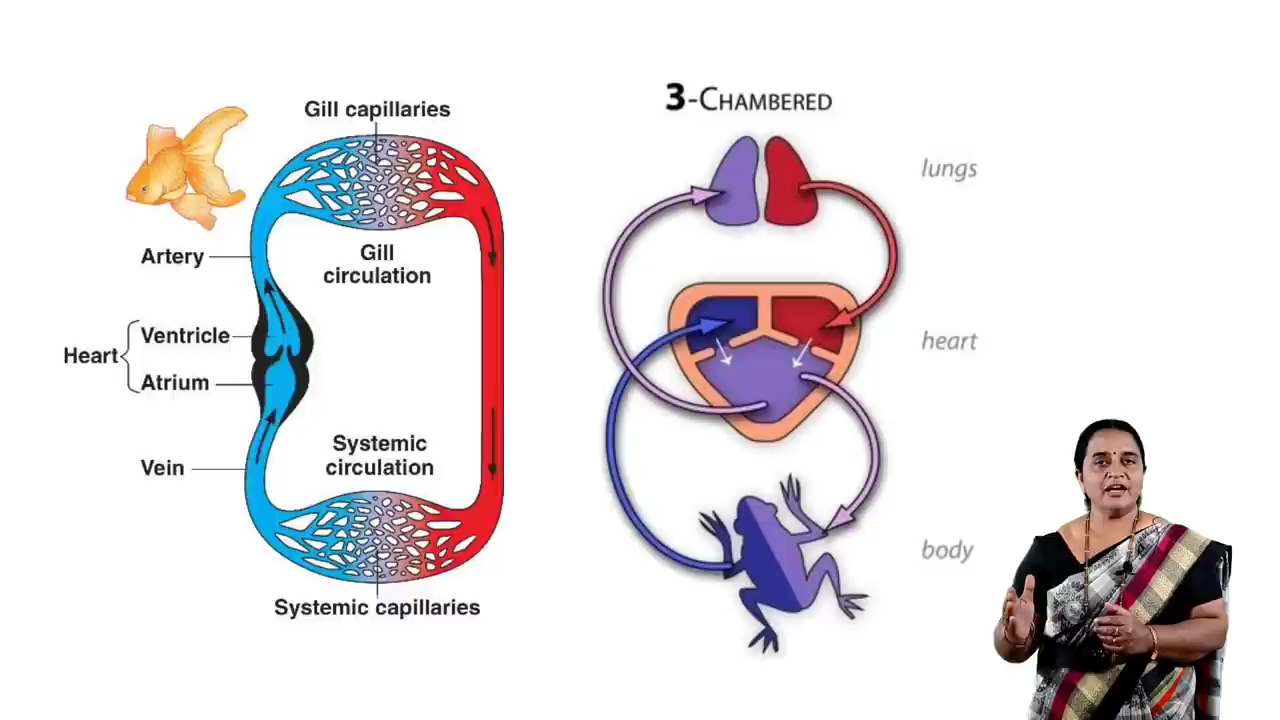 Gill capillaries
Artery
Gill
circulation
Ventricle
Heart
Atrium
Systemic
circulation
Vein
Systemic capillaries
3-CHAMBERED
lungs
heart
body